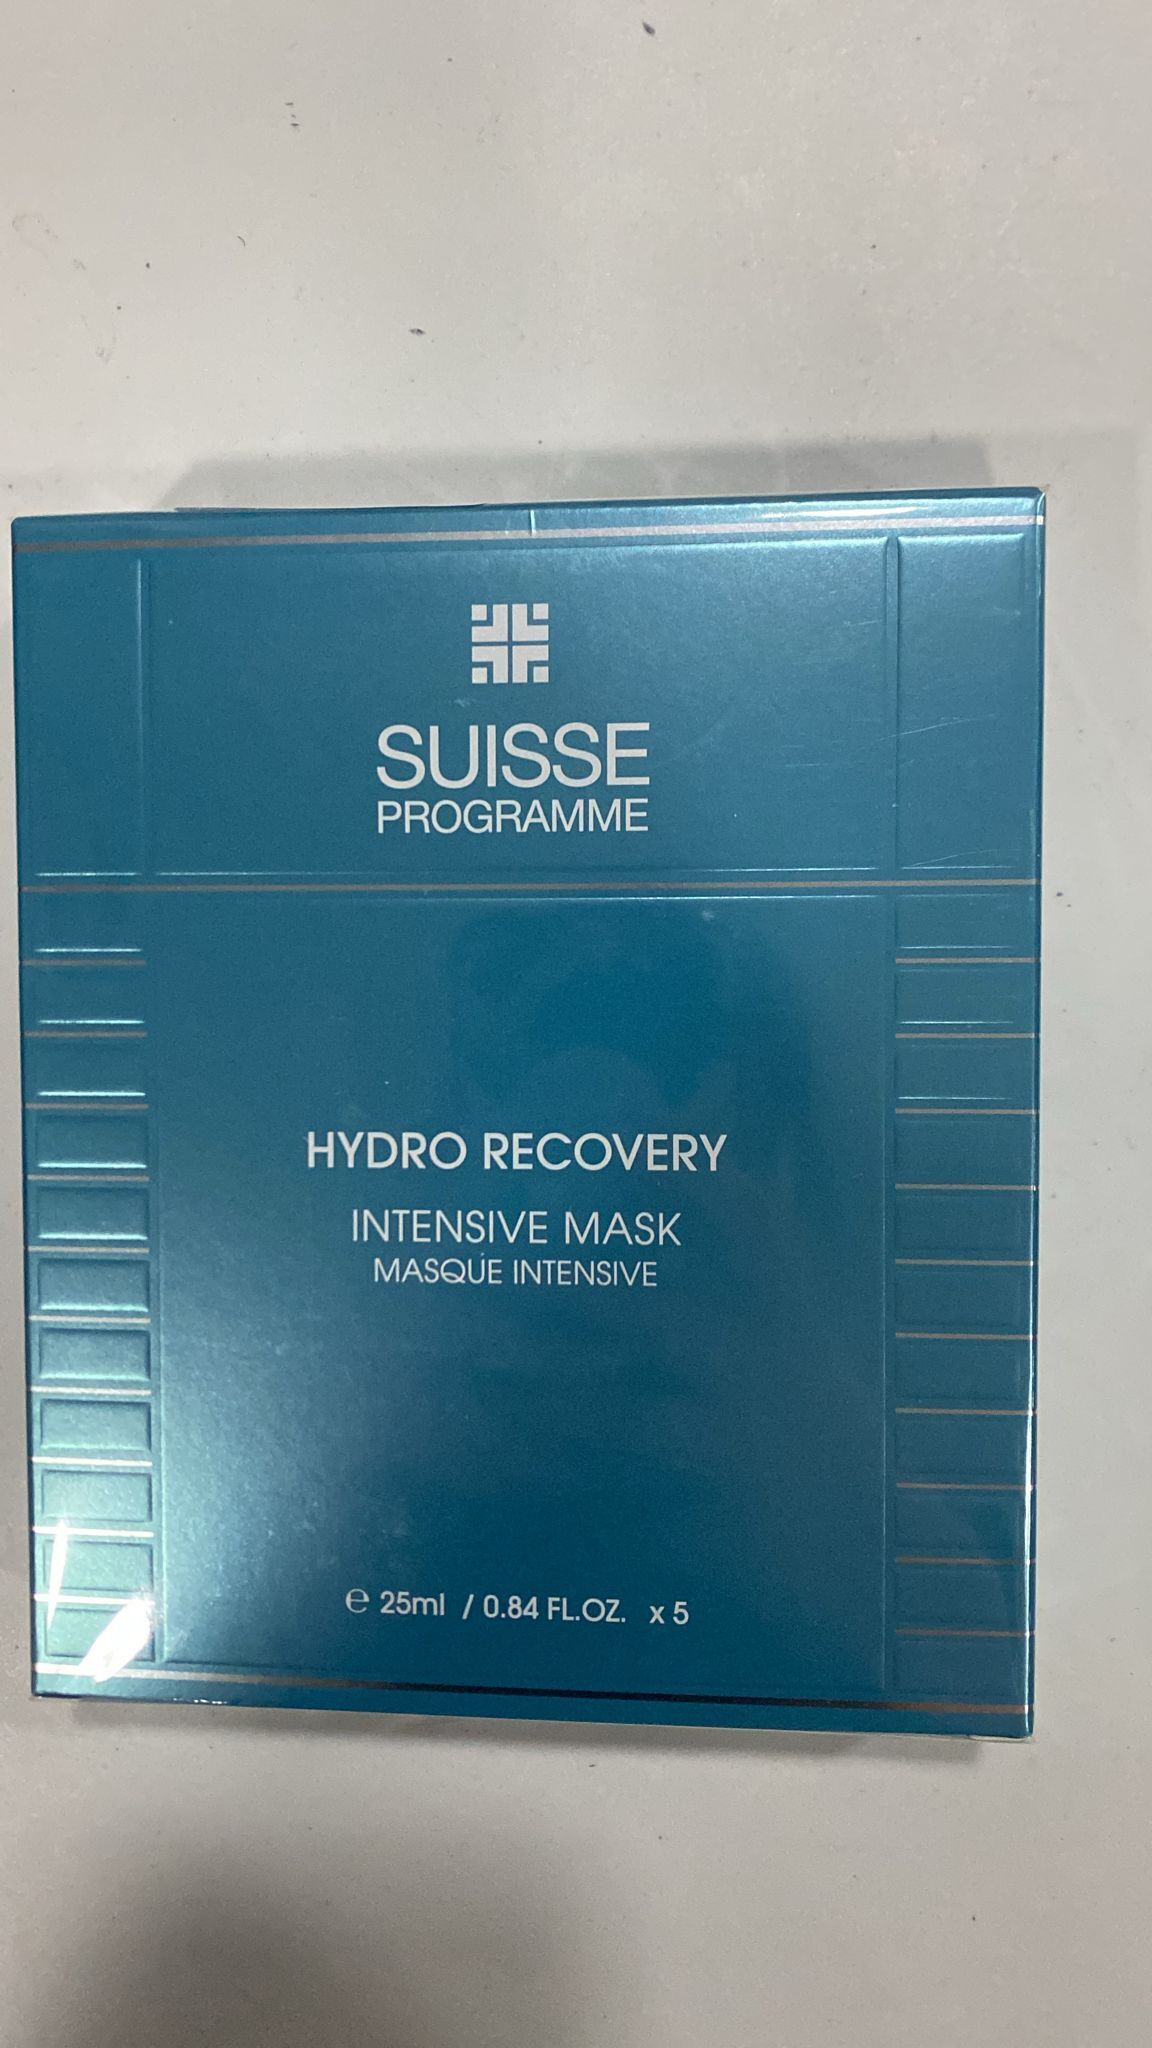 SUISSE
PROGRAMME
HYDRO RECOVERY
INTENSIVE MASK
MASQUE INTENSIVE
℮ 25ml / 0.84 FL.OZ. x 5